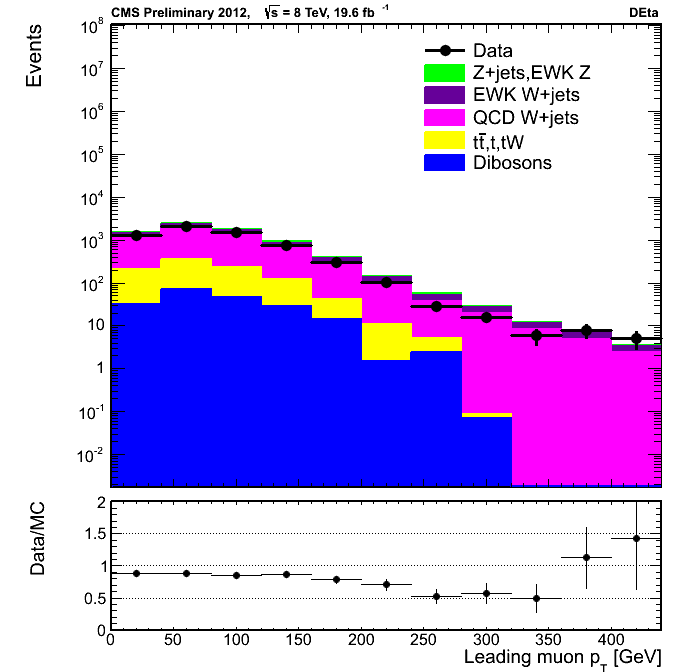 CMS Preliminary 2012, √s = 8 TeV, 19.6 fb⁻¹ DEta
Events
10⁸
10⁷
10⁶
10⁵
10⁴
10³
10²
10
1
10⁻¹
10⁻²
Data
Z+jets,EWK Z
EWK W+jets
QCD W+jets
tt̅,t,tW
Dibosons
Data/MC
2
1.5
1
0.5
0
0 50 100 150 200 250 300 350 400
Leading muon p_T [GeV]